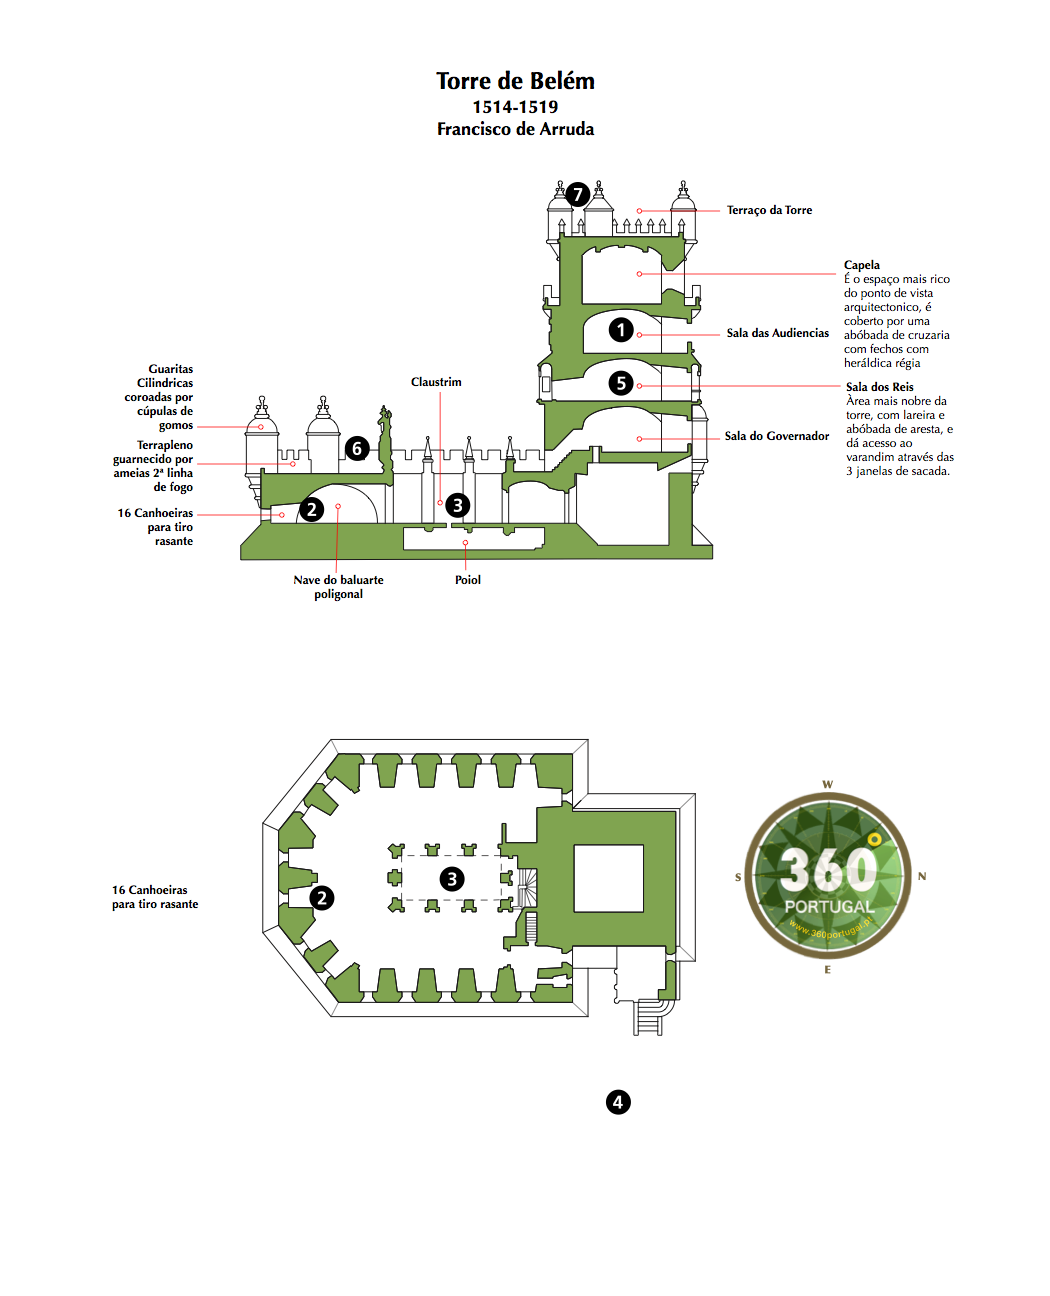 Torre de Belém
1514-1519
Francisco de Arruda
7
Terraço da Torre
Capela
É o espaço mais rico
do ponto de vista
arquitectonico, é
coberto por uma
abóbada de cruzaria
com fechos com
heráldica régia
1
Sala das Audiencias
5
Sala dos Reis
Àrea mais nobre da
torre, com lareira e
abóbada de aresta, e
dá acesso ao
varandim através das
3 janelas de sacada.
Sala do Governador
Guaritas
Cilindricas
coroadas por
cúpulas de
gomos
Claustrim
Terrapleno
guarnecido por
ameias 2ª linha
de fogo
6
16 Canhoeiras
para tiro
rasante
2
3
Nave do baluarte
poligonal
Poiol
16 Canhoeiras
para tiro rasante
2
3
W
S
N
E
360°
PORTUGAL
www.360portugal.pt
4